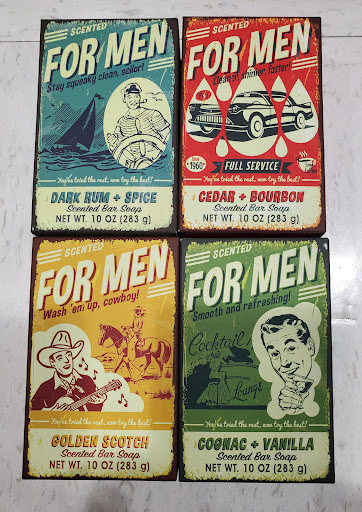 SCENTED
FOR MEN
Stay squeaky clean, sailor!
You've tried the rest, now try the best!
DARK RUM + SPICE
Scented Bar Soap
NET WT. 10 OZ (283 g)
SCENTED
FOR MEN
Cleaner, shinier, faster!
1960
FULL SERVICE
You've tried the rest, now try the best!
CEDAR + BOURBON
Scented Bar Soap
NET WT. 10 OZ (283 g)
SCENTED
FOR MEN
Wash 'em up, cowboy!
You've tried the rest, now try the best!
GOLDEN SCOTCH
Scented Bar Soap
NET WT. 10 OZ (283 g)
SCENTED
FOR MEN
Smooth and refreshing!
Cocktail
Lounge
You've tried the rest, now try the best!
COGNAC + VANILLA
Scented Bar Soap
NET WT. 10 OZ (283 g)